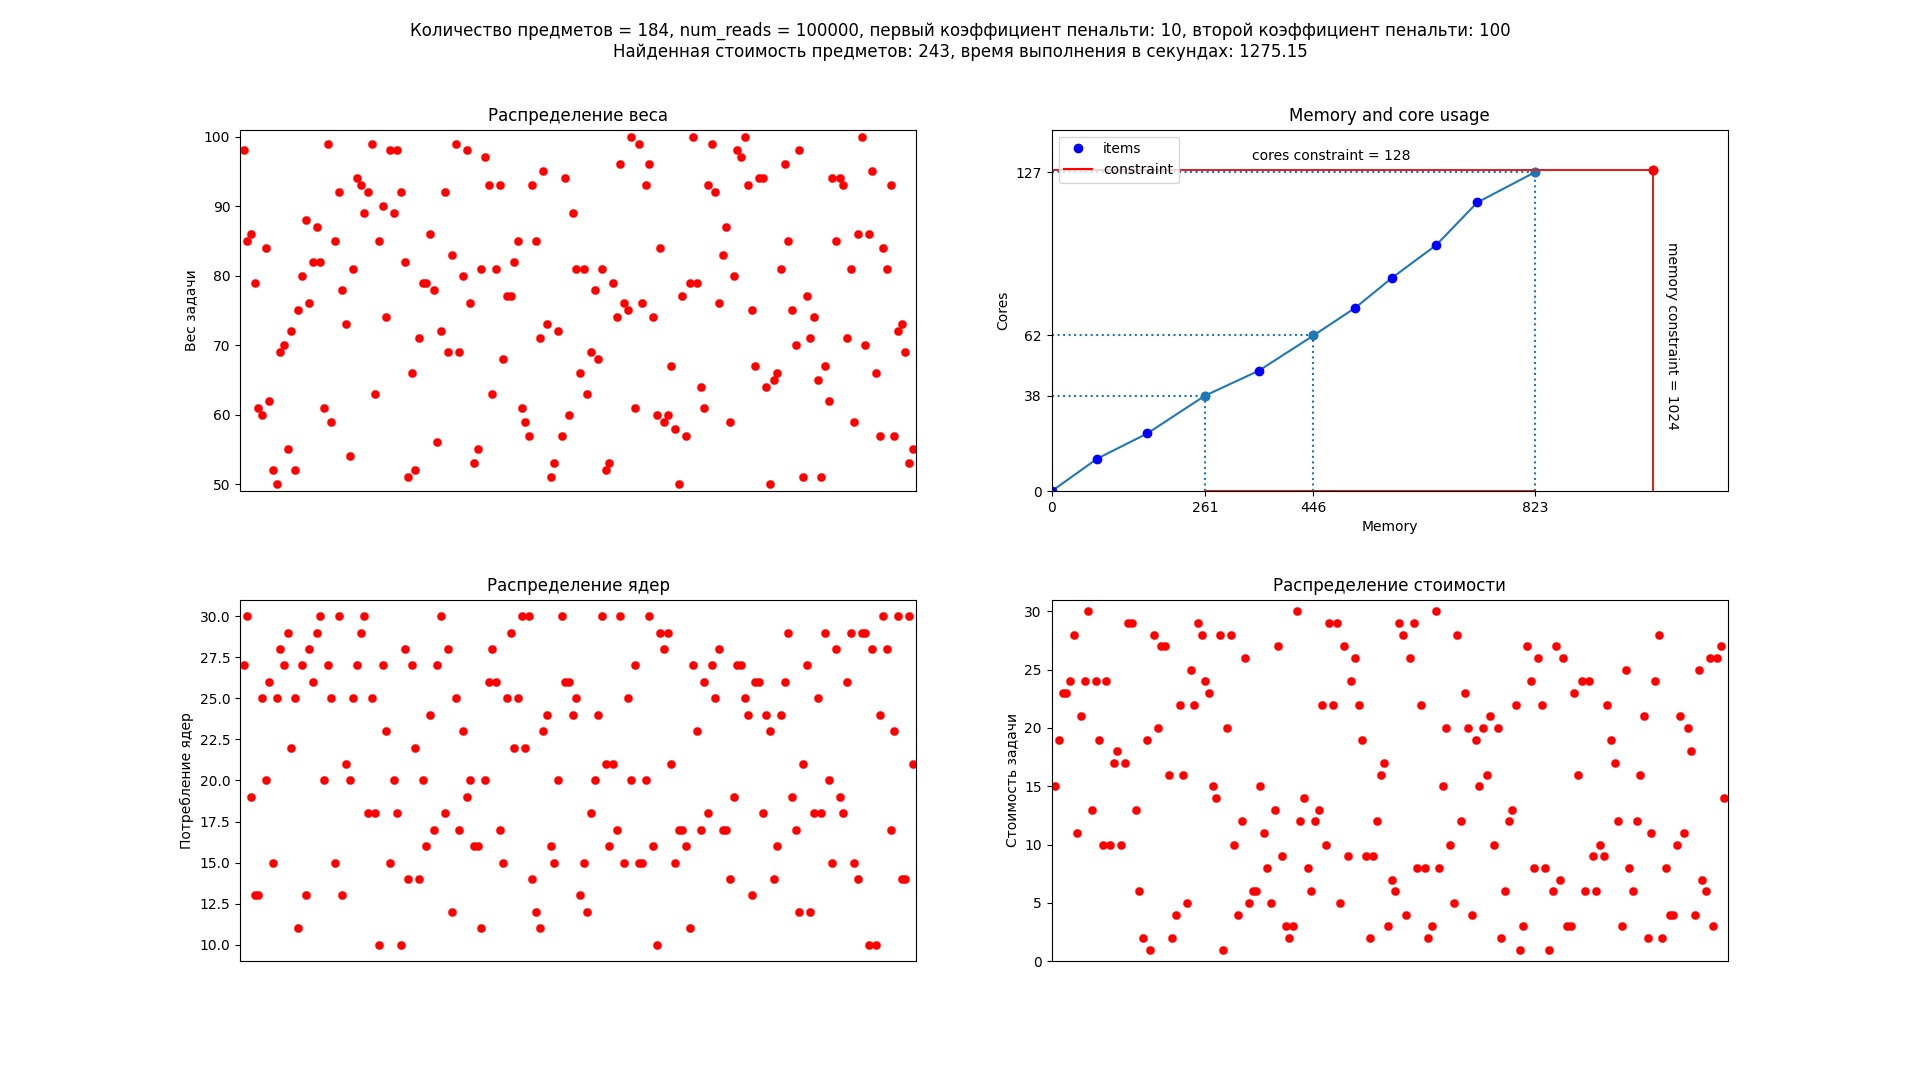 Количество предметов = 184, num_reads = 100000, первый коэффициент пенальти: 10, второй коэффициент пенальти: 100
Найденная стоимость предметов: 243, время выполнения в секундах: 1275.15
Распределение веса
Вес задачи
100
90
80
70
60
50
Memory and core usage
items
constraint
cores constraint = 128
memory constraint = 1024
Cores
127
62
38
0
0
261
446
823
Memory
Распределение ядер
Потребление ядер
30.0
27.5
25.0
22.5
20.0
17.5
15.0
12.5
10.0
Распределение стоимости
Стоимость задачи
30
25
20
15
10
5
0